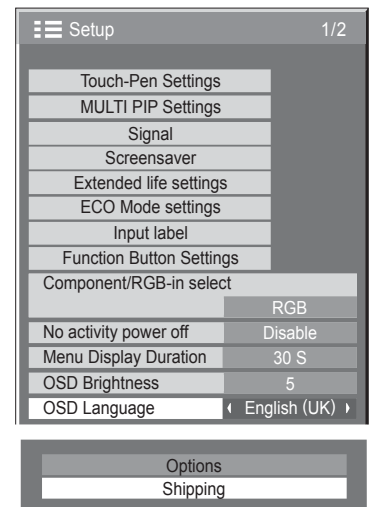 Setup 1/2
Touch-Pen Settings
MULTI PIP Settings
Signal
Screensaver
Extended life settings
ECO Mode settings
Input label
Function Button Settings
Component/RGB-in select
RGB
No activity power off Disable
Menu Display Duration 30 S
OSD Brightness 5
OSD Language English (UK)
Options
Shipping